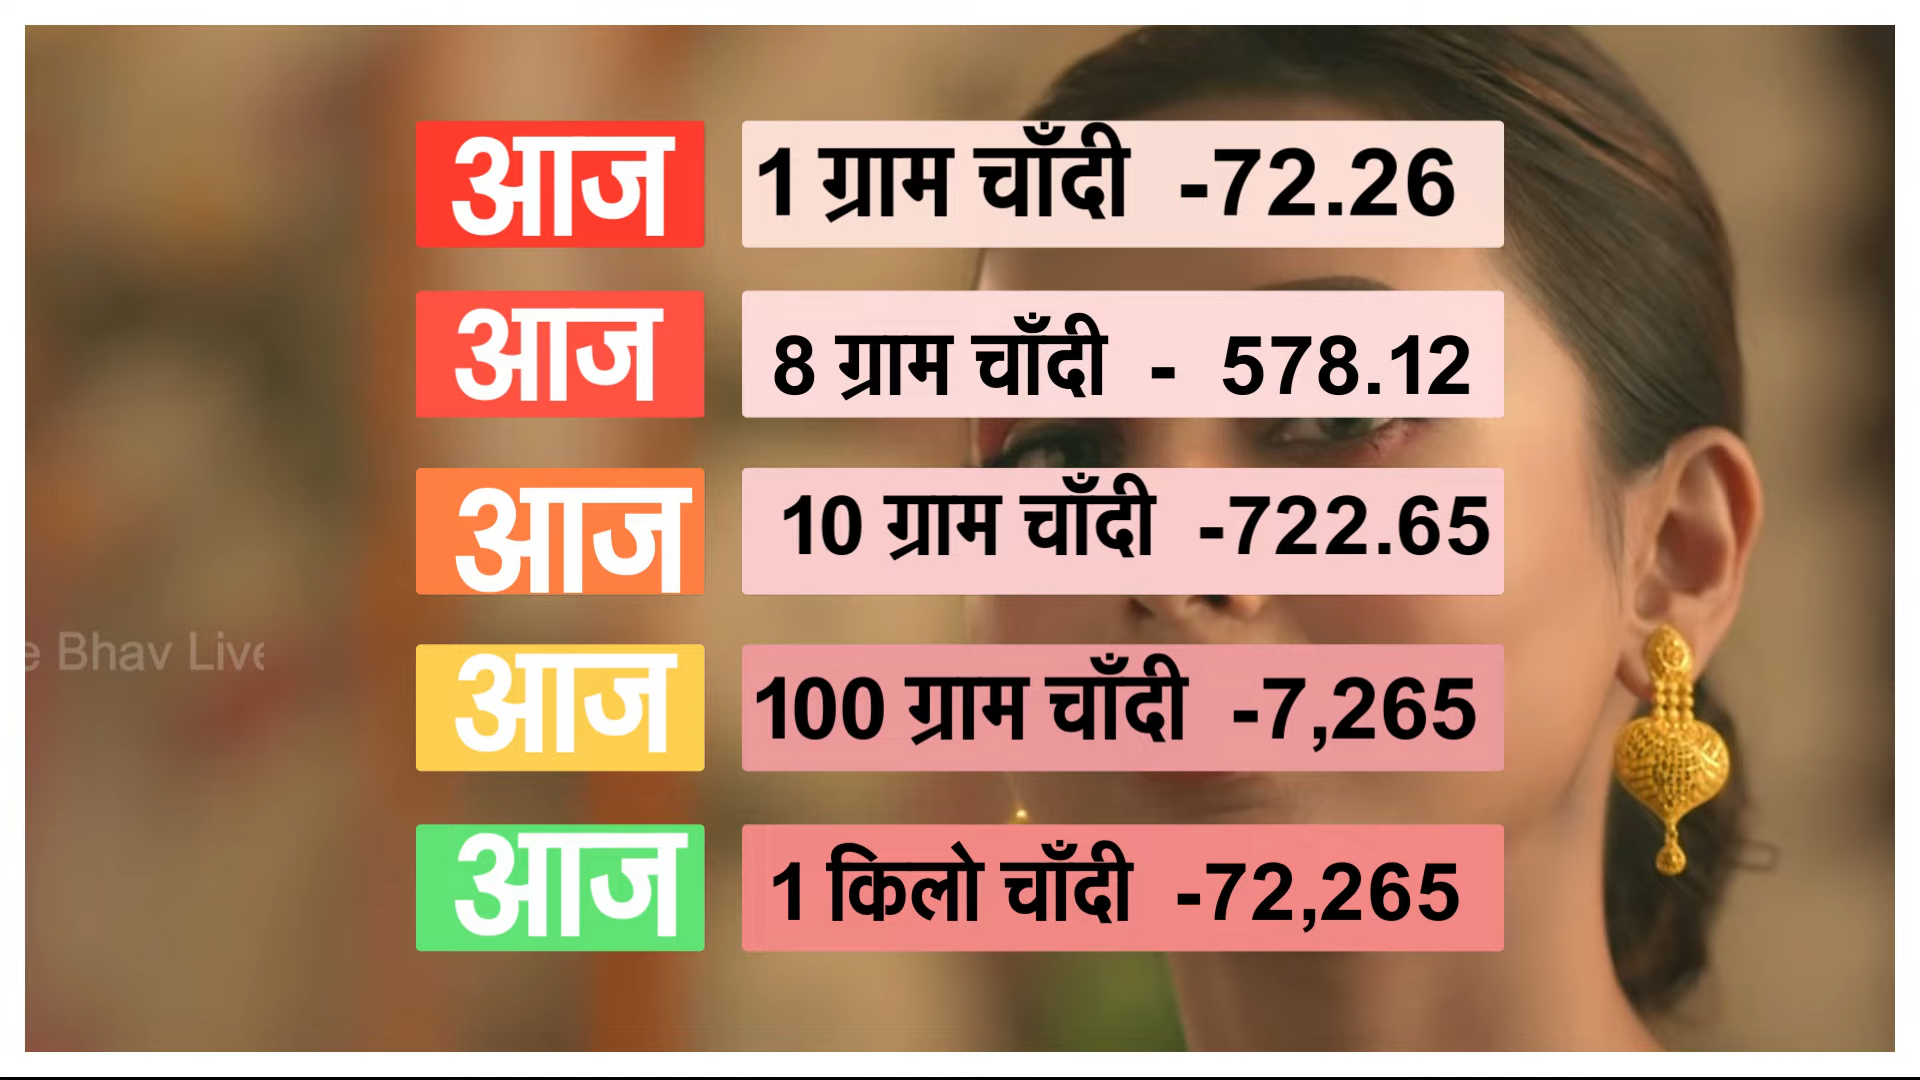 आज 1 ग्राम चाँदी -72.26
आज 8 ग्राम चाँदी - 578.12
आज 10 ग्राम चाँदी -722.65
e Bhav Live
आज 100 ग्राम चाँदी -7,265
आज 1 किलो चाँदी -72,265